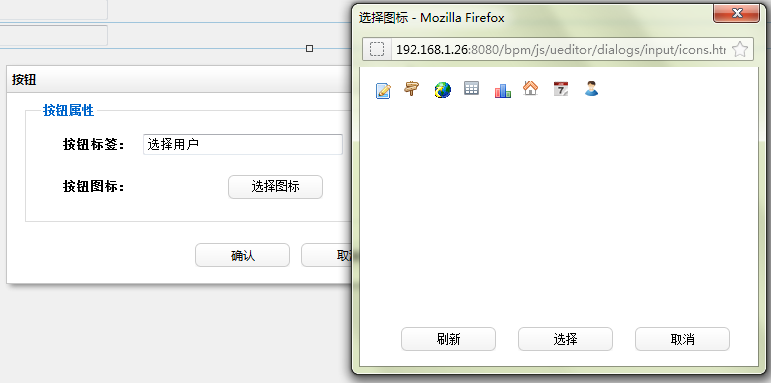 按钮
按钮属性
按钮标签：
选择用户
按钮图标：
选择图标
确认
选择图标 - Mozilla Firefox
192.168.1.26:8080/bpm/js/ueditor/dialogs/input/icons.htm
7
刷新
选择
取消